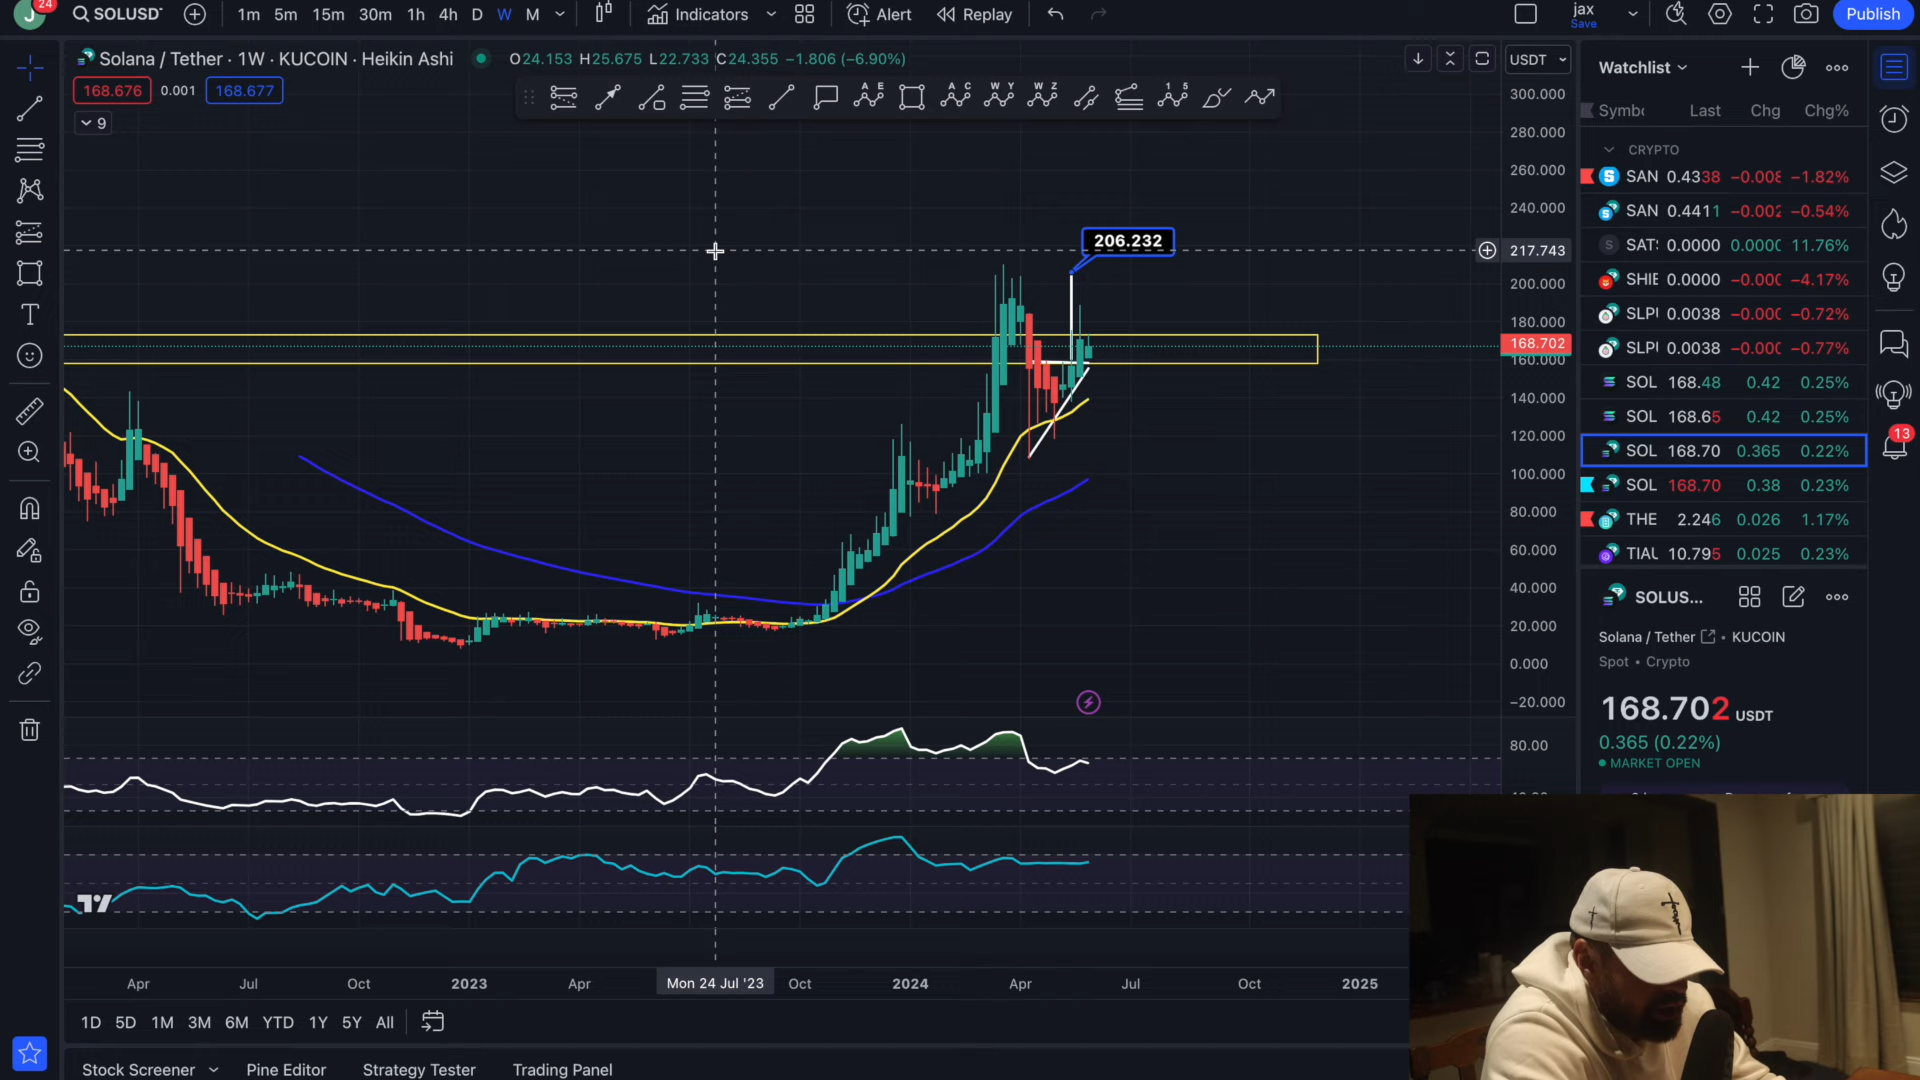 J
24
SOLUSD
1m 5m 15m 30m 1h 4h D W M
Indicators
Alert
Replay
jax
Save
Publish
Solana / Tether · 1W · KUCOIN · Heikin Ashi
O24.153 H25.675 L22.733 C24.355 −1.806 (−6.90%)
168.676 0.001 168.677
9
A E
A C
A C
W Y
W Z
1 5
USDT
300.000
280.000
260.000
240.000
217.743
200.000
180.000
168.702
160.000
140.000
120.000
100.000
80.000
60.000
40.000
20.000
0.000
−20.000
80.00
206.232
Apr Jul Oct 2023 Apr Mon 24 Jul '23 Oct 2024 Apr Jul Oct 2025
1D 5D 1M 3M 6M YTD 1Y 5Y All
Stock Screener Pine Editor Strategy Tester Trading Panel
Watchlist
Symbo Last Chg Chg%
CRYPTO
SAN 0.4338 −0.008 −1.82%
SAN 0.4411 −0.002 −0.54%
SAT 0.0000 0.0000 11.76%
SHIE 0.0000 −0.000 −4.17%
SLP 0.0038 −0.000 −0.72%
SLP 0.0038 −0.000 −0.77%
SOL 168.48 0.42 0.25%
SOL 168.65 0.42 0.25%
SOL 168.70 0.365 0.22%
SOL 168.70 0.38 0.23%
THE 2.246 0.026 1.17%
TIA 10.795 0.025 0.23%
SOLUS...
Solana / Tether • KUCOIN
Spot • Crypto
168.702 USDT
0.365 (0.22%)
MARKET OPEN
13